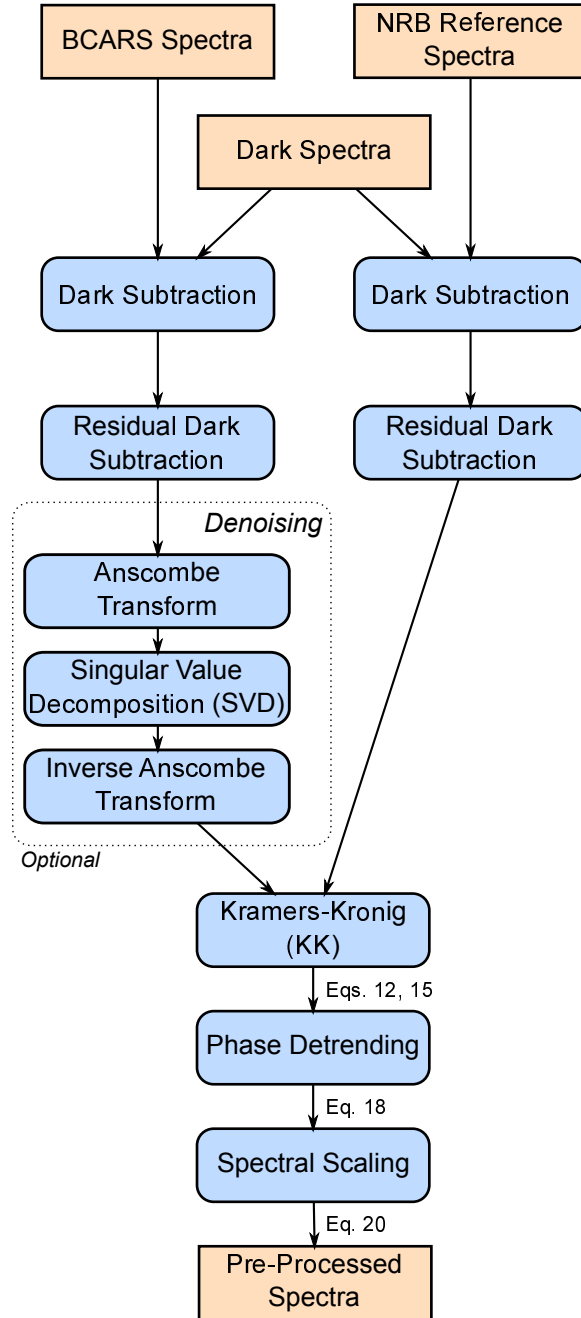 BCARS Spectra
NRB Reference
Spectra
Dark Spectra
Dark Subtraction
Dark Subtraction
Residual Dark
Subtraction
Residual Dark
Subtraction
Denoising
Anscombe
Transform
Singular Value
Decomposition (SVD)
Inverse Anscombe
Transform
Optional
Kramers-Kronig
(KK)
Eqs. 12, 15
Phase Detrending
Eq. 18
Spectral Scaling
Eq. 20
Pre-Processed
Spectra